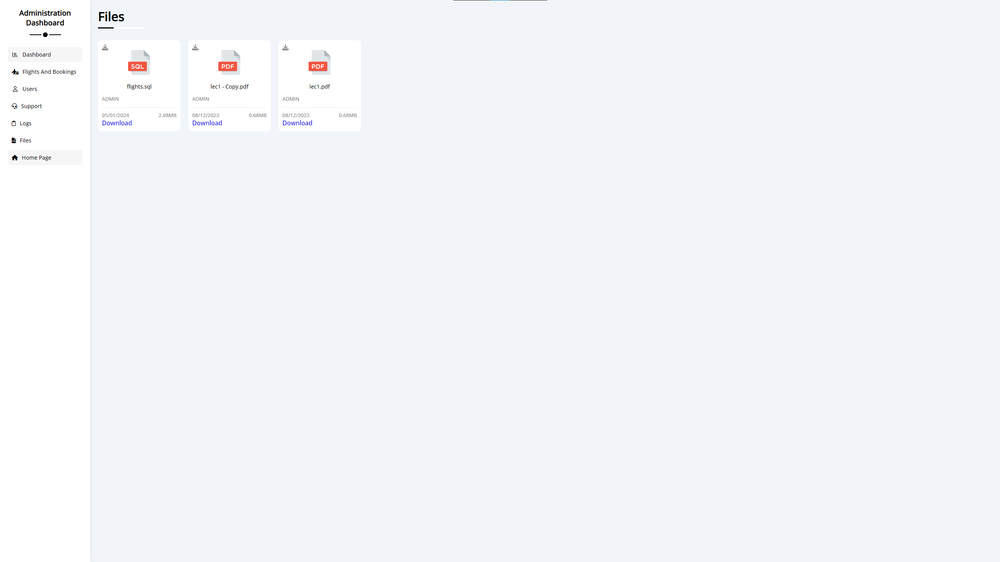 Administration
Dashboard
Dashboard
Flights And Bookings
Users
Support
Logs
Files
Home Page
Files
SQL
flights.sql
ADMIN
05/01/2024 2.08MB
Download
PDF
lec1 - Copy.pdf
ADMIN
08/12/2023 0.68MB
Download
PDF
lec1.pdf
ADMIN
08/12/2023 0.68MB
Download